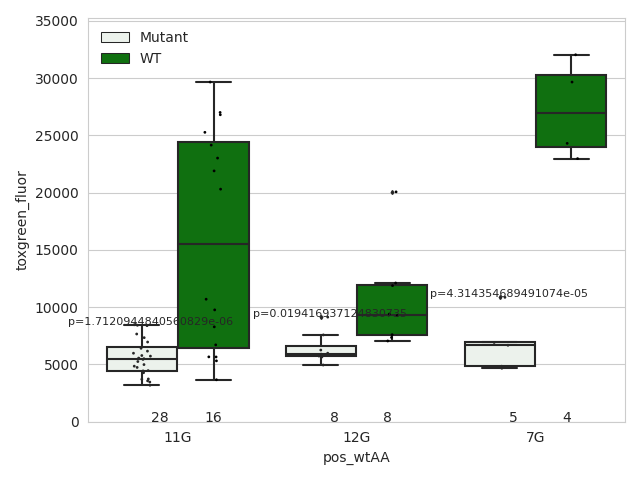 35000
Mutant
WT
30000
25000
20000
15000
10000
5000
0
toxgreen_fluor
p=1.7120944840560829e-06
p=0.019416937124830735
p=4.314354689491074e-05
28 16 8 8 5 4
11G 12G 7G
pos_wtAA